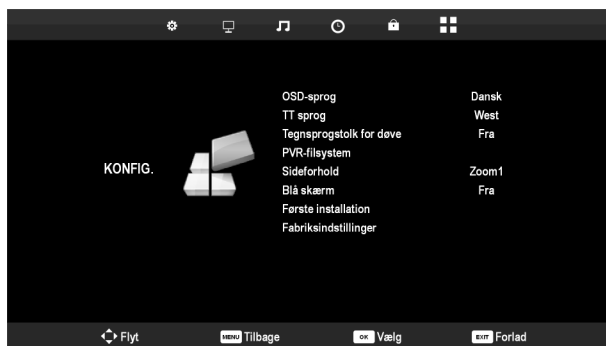 OSD-sprog Dansk
TT sprog West
Tegnsprogstolk for døve Fra
PVR-filsystem
KONFIG.
Sideforhold Zoom1
Blå skærm Fra
Første installation
Fabriksindstillinger
Flyt MENU Tilbage OK Vælg EXIT Forlad